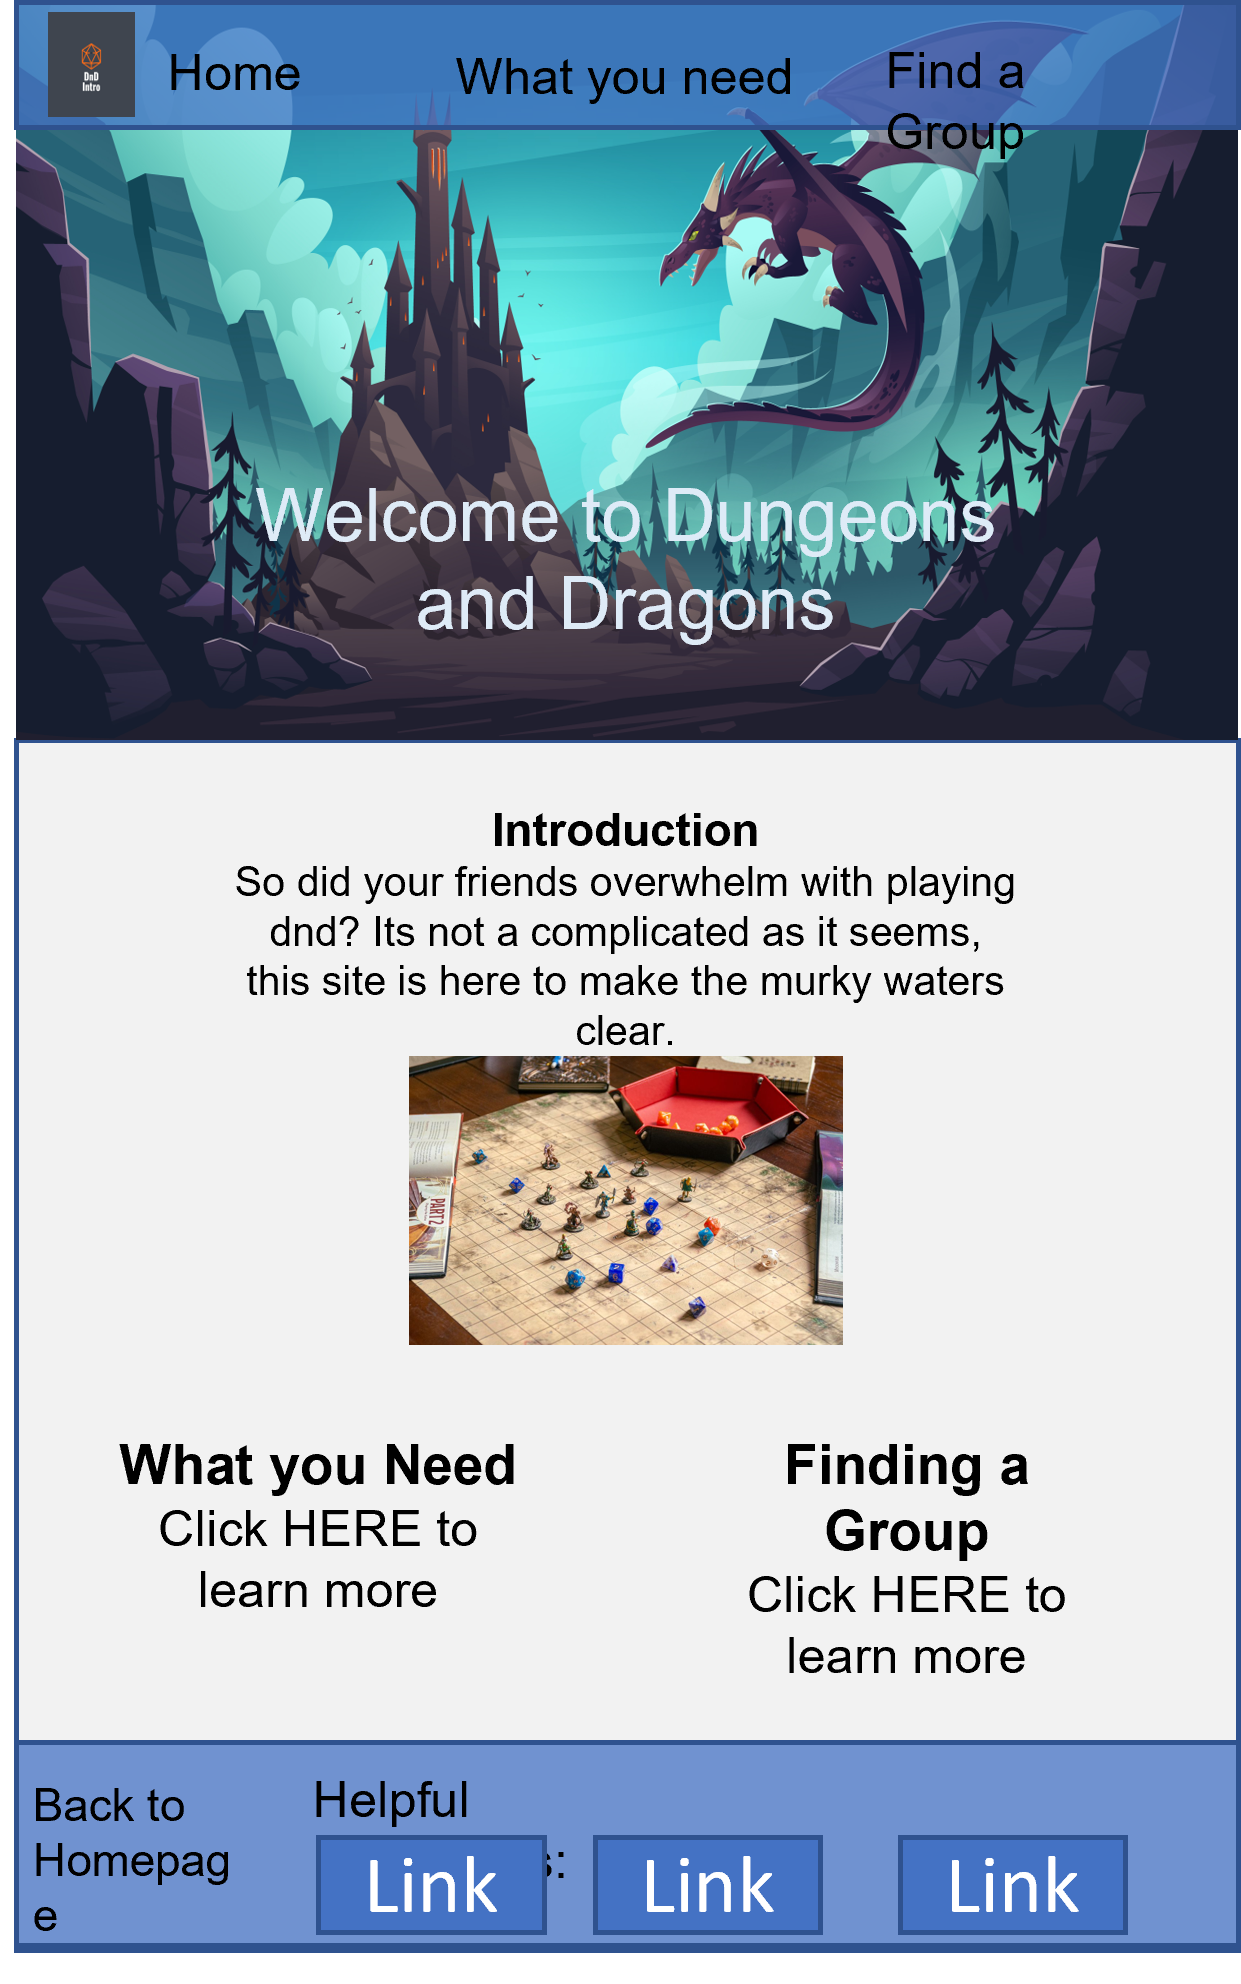 DnD
Intro
Home
What you need
Find a
Group
Welcome to Dungeons
and Dragons
Introduction
So did your friends overwhelm with playing
dnd? Its not a complicated as it seems,
this site is here to make the murky waters
clear.
PART2
What you Need
Click HERE to
learn more
Finding a
Group
Click HERE to
learn more
Back to
Homepag
e
Helpful
s:
Link
Link
Link